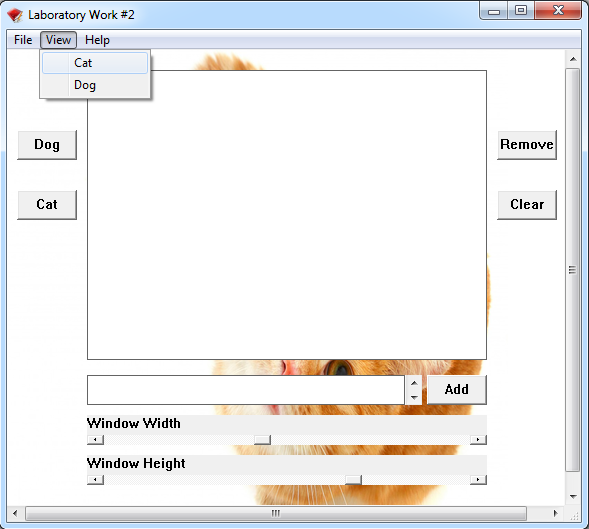 Laboratory Work #2
File View Help
Cat
Dog
Dog
Remove
Cat
Clear
Add
Window Width
Window Height